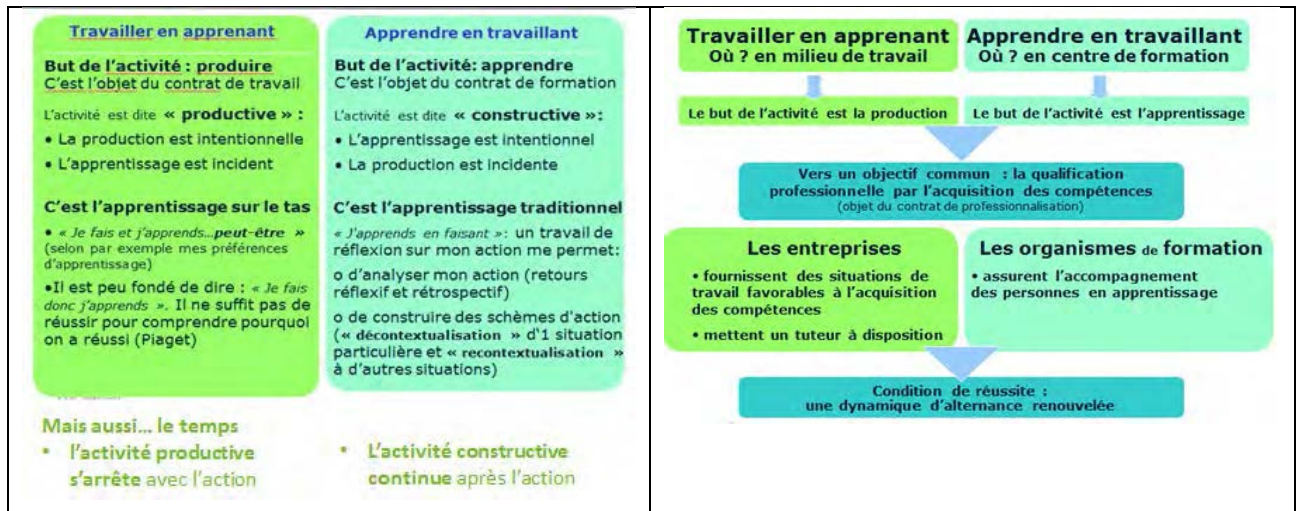 Travailler en apprenant
But de l'activité : produire
C'est l'objet du contrat de travail
L'activité est dite « productive » :
• La production est intentionnelle
• L'apprentissage est incident
C'est l'apprentissage sur le tas
• « Je fais et j'apprends...peut-être »
(selon par exemple mes préférences
d'apprentissage)
•Il est peu fondé de dire : « Je fais
donc j'apprends ». Il ne suffit pas de
réussir pour comprendre pourquoi
on a réussi (Piaget)
Mais aussi... le temps
• l'activité productive
s'arrête avec l'action
Apprendre en travaillant
But de l'activité: apprendre
C'est l'objet du contrat de formation
L'activité est dite « constructive »:
• L'apprentissage est intentionnel
• La production est incidente
C'est l'apprentissage traditionnel
« J'apprends en faisant »: un travail de
réflexion sur mon action me permet:
o d'analyser mon action (retours
réflexif et rétrospectif)
o de construire des schèmes d'action
(« décontextualisation » d'1 situation
particulière et « recontextualisation »
à d'autres situations)
• L'activité constructive
continue après l'action
Travailler en apprenant
Où ? en milieu de travail
Apprendre en travaillant
Où ? en centre de formation
Le but de l'activité est la production
Le but de l'activité est l'apprentissage
Vers un objectif commun : la qualification
professionnelle par l'acquisition des compétences
(objet du contrat de professionnalisation)
Les entreprises
• fournissent des situations de
travail favorables à l'acquisition
des compétences
• mettent un tuteur à disposition
Les organismes de formation
• assurent l'accompagnement
des personnes en apprentissage
Condition de réussite :
une dynamique d'alternance renouvelée